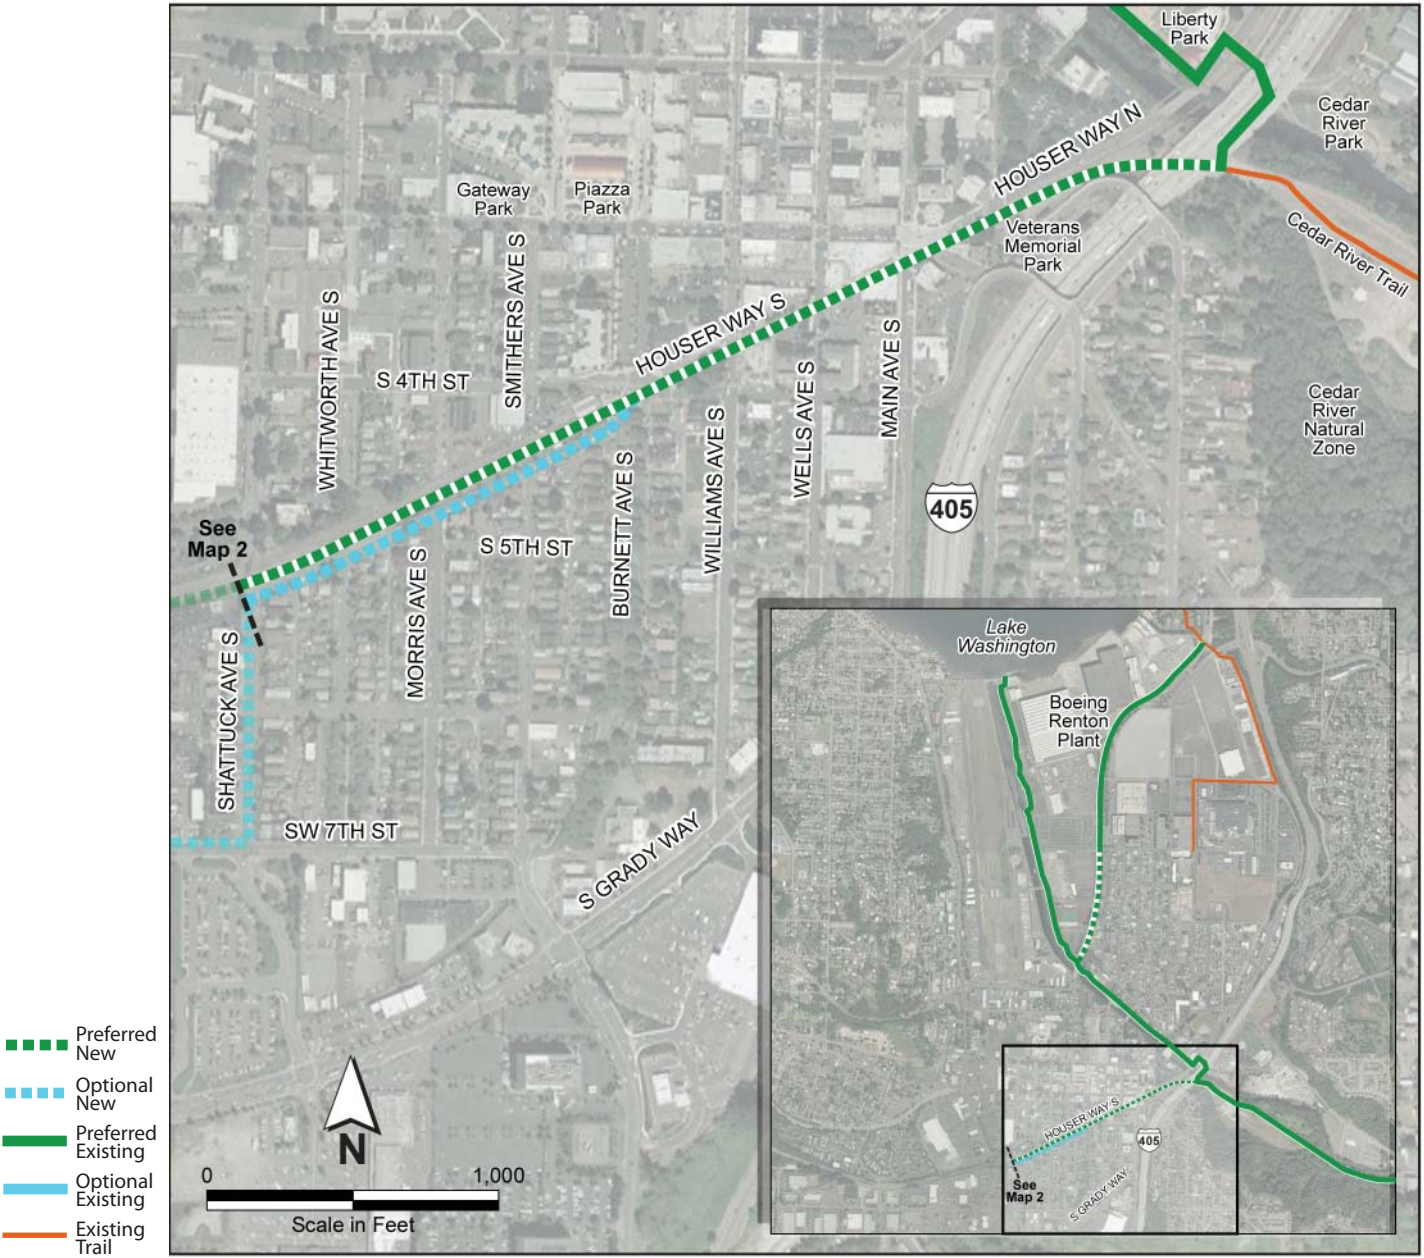 Liberty
Park
Cedar
River
Park
HOUSER WAY N
Gateway
Park
Piazza
Park
Veterans
Memorial
Park
Cedar River Trail
SMITHERS AVE S
WHITWORTH AVE S
HOUSER WAY S
S 4TH ST
MAIN AVE S
WELLS AVE S
WILLIAMS AVE S
BURNETT AVE S
Cedar
River
Natural
Zone
405
See
Map 2
S 5TH ST
MORRIS AVE S
SHATTUCK AVE S
SW 7TH ST
S GRADY WAY
Lake
Washington
Boeing
Renton
Plant
HOUSER WAY S
405
See
Map 2
S GRADY WAY
Preferred
New
Optional
New
Preferred
Existing
Optional
Existing
Existing
Trail
N
0 1,000
Scale in Feet